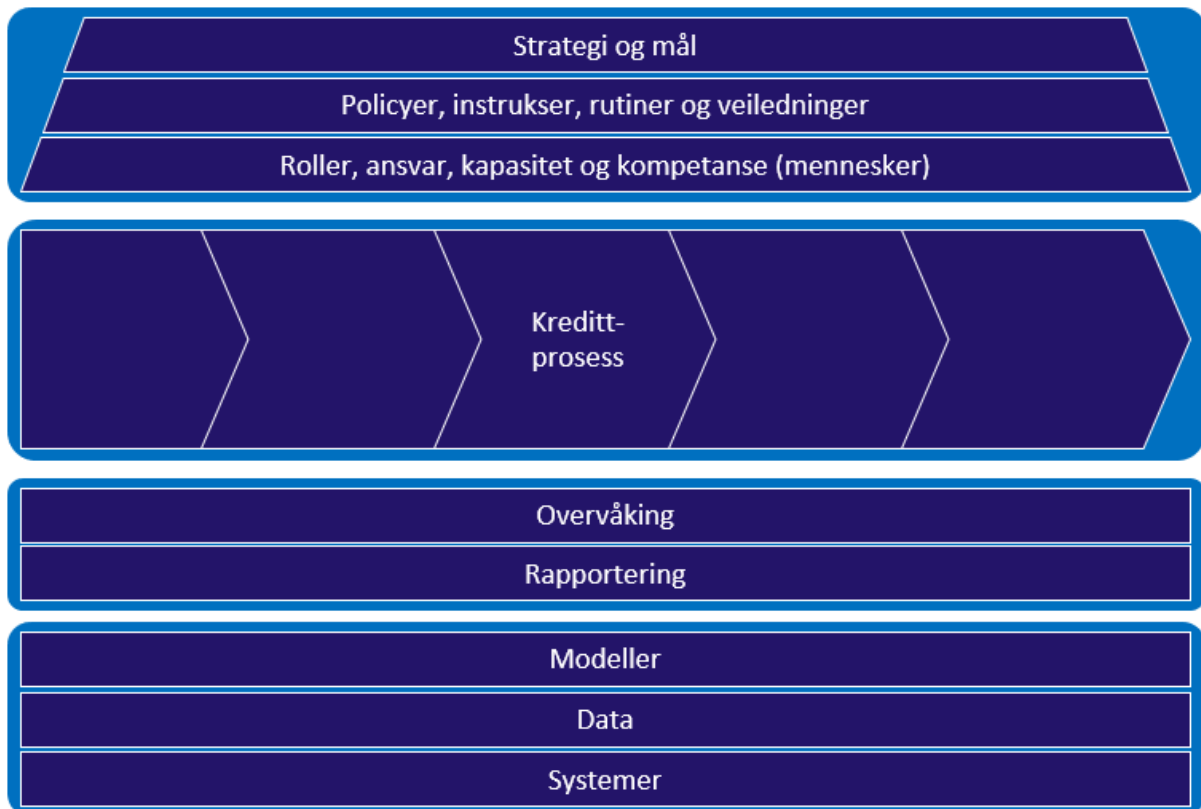 Strategi og mål
Policyer, instrukser, rutiner og veiledninger
Roller, ansvar, kapasitet og kompetanse (mennesker)
Kreditt-
prosess
Overvåking
Rapportering
Modeller
Data
Systemer